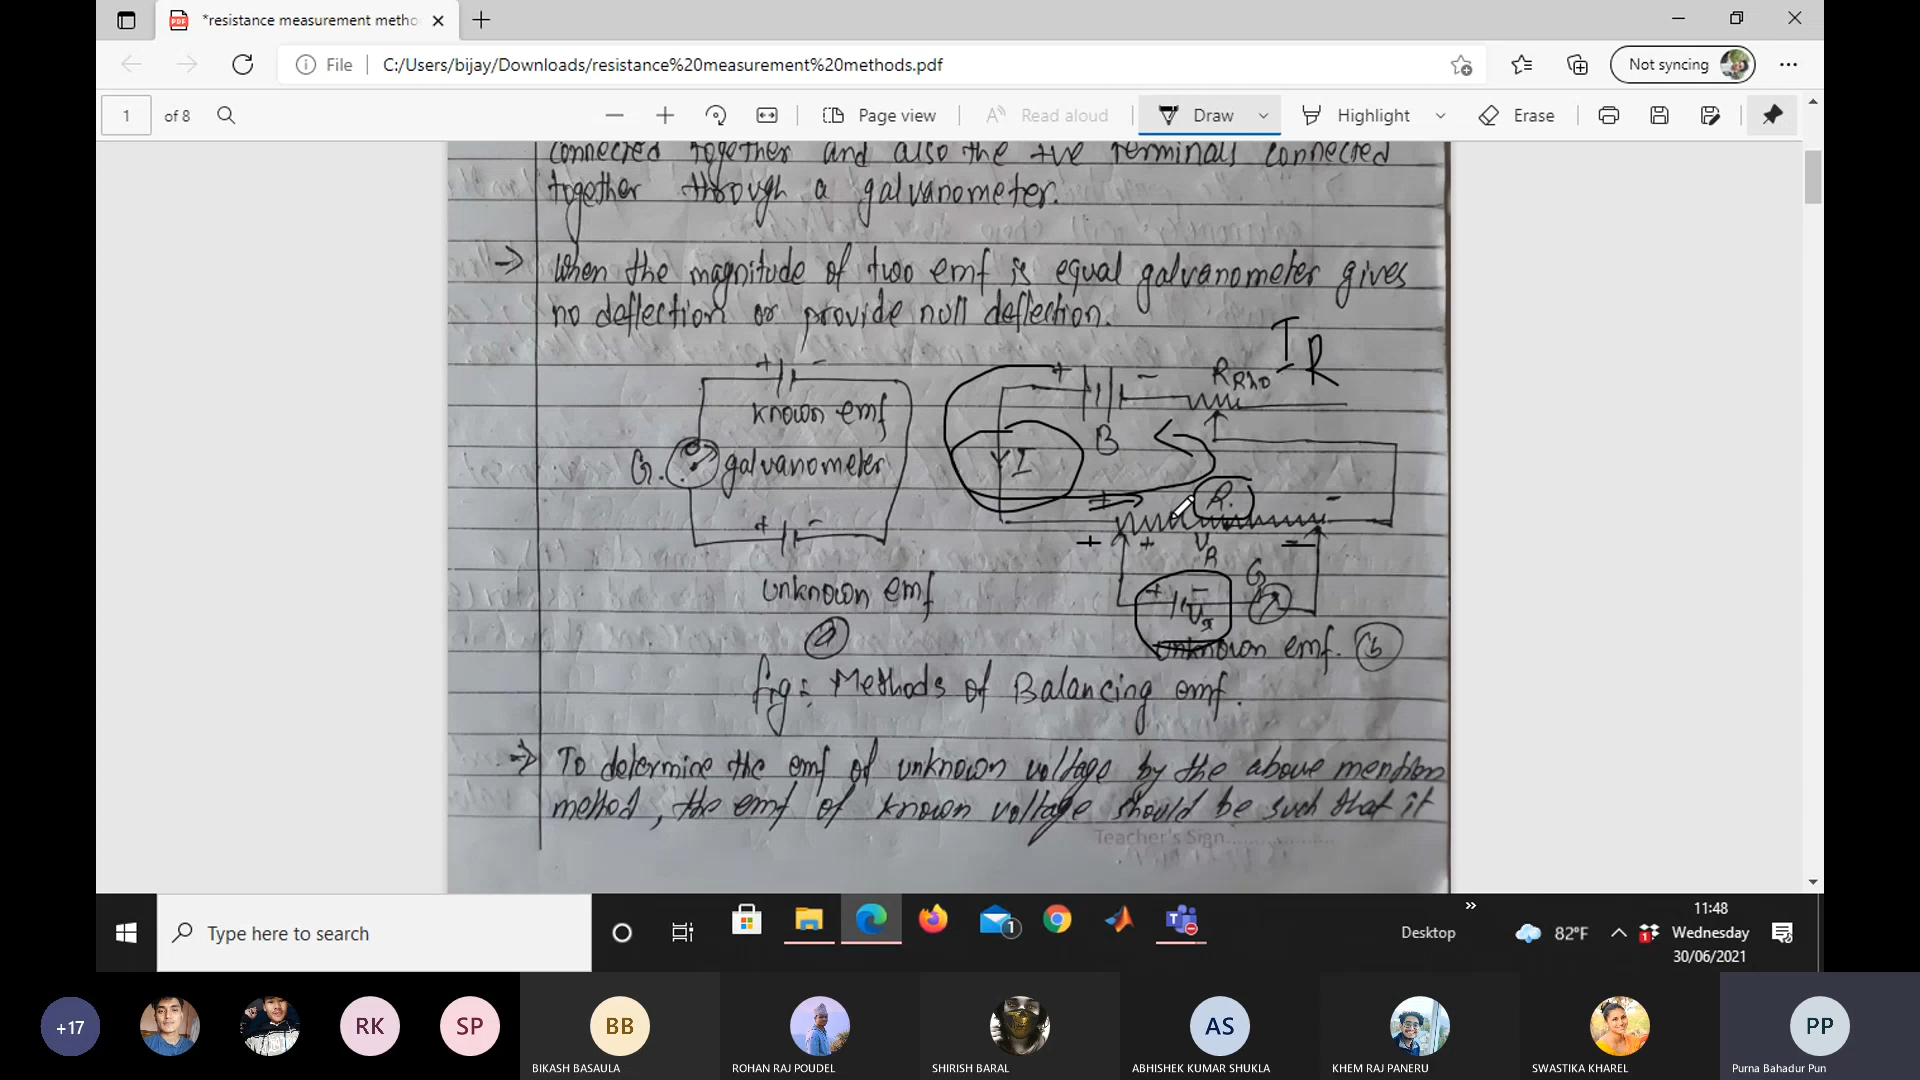 *resistance measurement metho
File
C:/Users/bijay/Downloads/resistance%20measurement%20methods.pdf
Not syncing
1 of 8
Page view
Read aloud
Draw
Highlight
Erase
connected together and also the +ve terminals connected
together through a galvanometer.
→ When the magnitude of two emf is equal galvanometer gives
no deflection or provide null deflection.
I R
+ -
+ -
R Rho
known emf
B
G. galvanometer
I
R.
+ -
+ -
+ + -
V R
G
unknown emf
+ - Vx
a
unknown emf. b
fig: Methods of Balancing emf.
→ To determine the emf of unknown voltage by the above mention
method, the emf of known voltage should be such that it
Teacher's Sign................
Type here to search
1
T
Desktop
»
82°F
1
11:48
Wednesday
30/06/2021
+17
RK
SP
BB
AS
PP
BIKASH BASAULA
ROHAN RAJ POUDEL
SHIRISH BARAL
ABHISHEK KUMAR SHUKLA
KHEM RAJ PANERU
SWASTIKA KHAREL
Purna Bahadur Pun